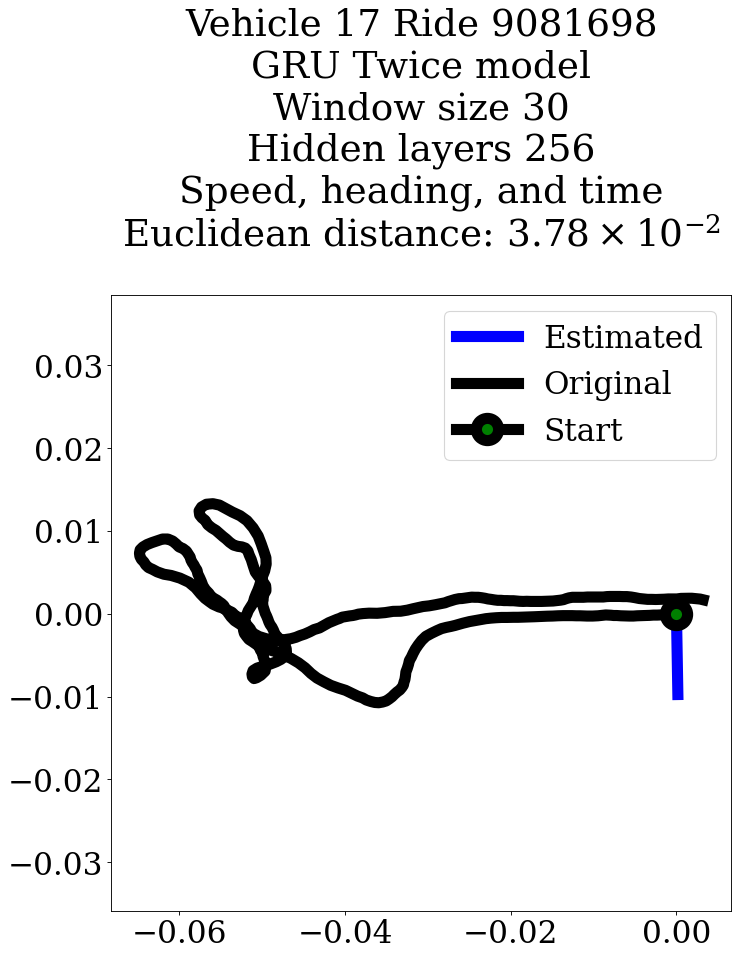 Vehicle 17 Ride 9081698
GRU Twice model
Window size 30
Hidden layers 256
Speed, heading, and time
Euclidean distance: 3.78 × 10⁻²
Estimated
Original
Start
0.03
0.02
0.01
0.00
−0.01
−0.02
−0.03
−0.06
−0.04
−0.02
0.00